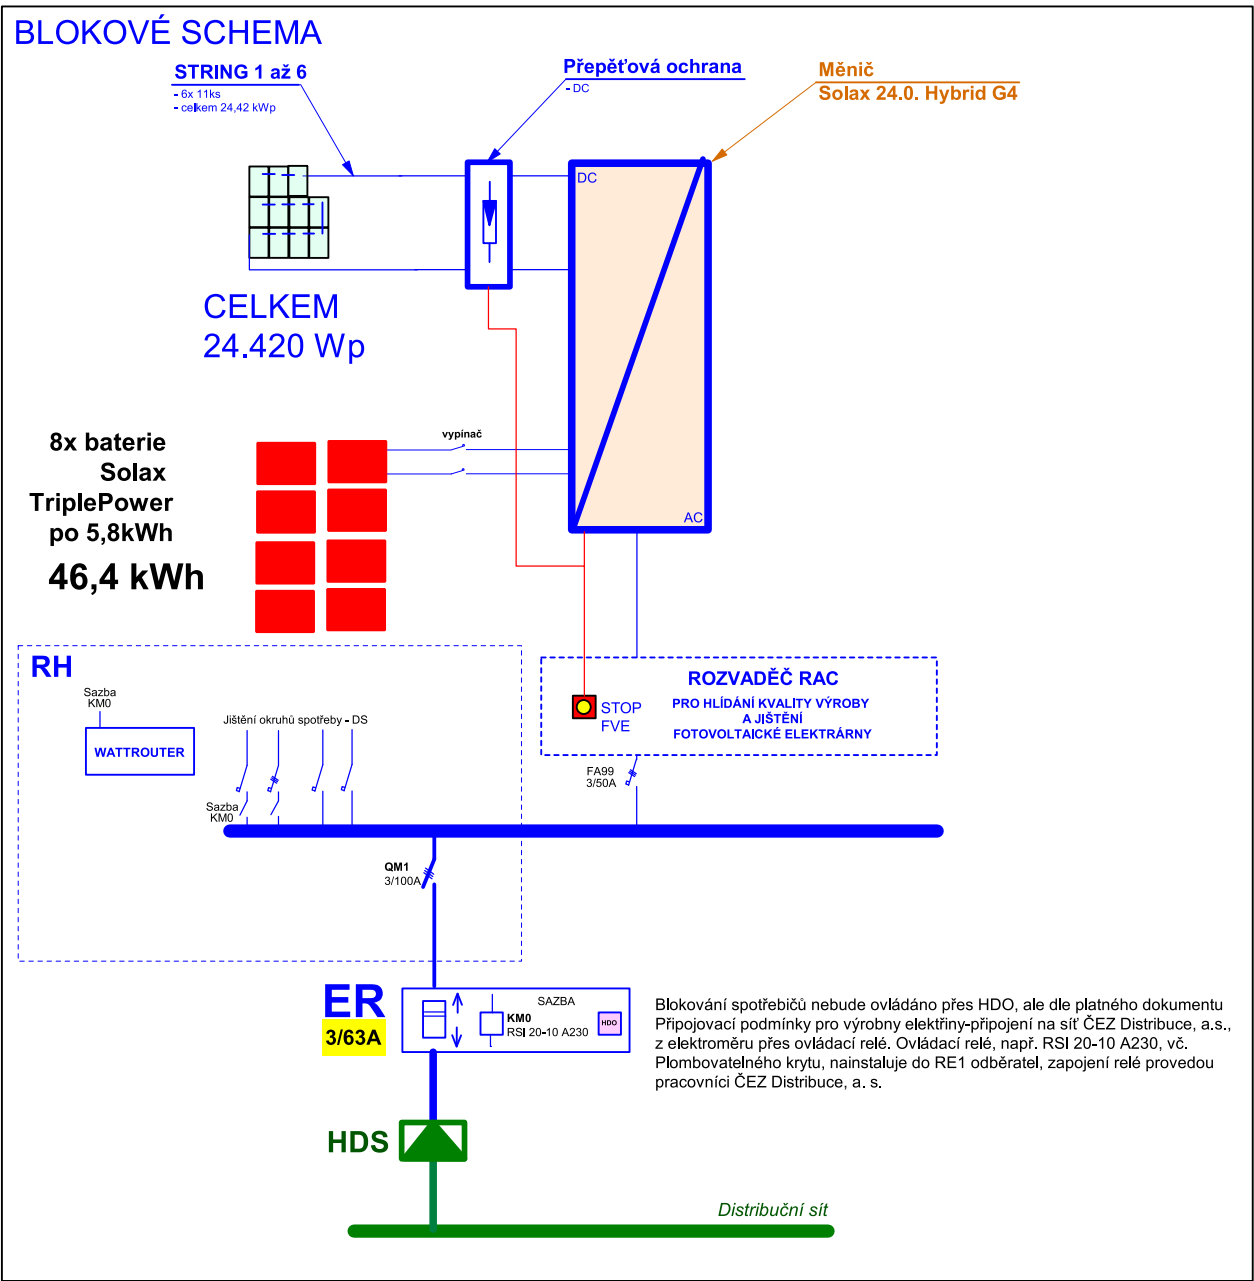 BLOKOVÉ SCHEMA
STRING 1 až 6
- 6x 11ks
- celkem 24,42 kWp
Přepěťová ochrana
- DC
Měnič
Solax 24.0. Hybrid G4
DC
CELKEM
24.420 Wp
8x baterie
Solax
TriplePower
po 5,8kWh
46,4 kWh
vypínač
AC
RH
Sazba
KM0
WATTROUTER
Jištění okruhů spotřeby - DS
Sazba
KM0
ROZVADĚČ RAC
PRO HLÍDÁNÍ KVALITY VÝROBY
A JIŠTĚNÍ
FOTOVOLTAICKÉ ELEKTRÁRNY
STOP
FVE
FA99
3/50A
QM1
3/100A
ER
3/63A
SAZBA
KM0
RSI 20-10 A230
HDO
Blokování spotřebičů nebude ovládáno přes HDO, ale dle platného dokumentu
Připojovací podmínky pro výrobny elektřiny-připojení na síť ČEZ Distribuce, a.s.,
z elektroměru přes ovládací relé. Ovládací relé, např. RSI 20-10 A230, vč.
Plombovatelného krytu, nainstaluje do RE1 odběratel, zapojení relé provedou
pracovníci ČEZ Distribuce, a. s.
HDS
Distribuční sít